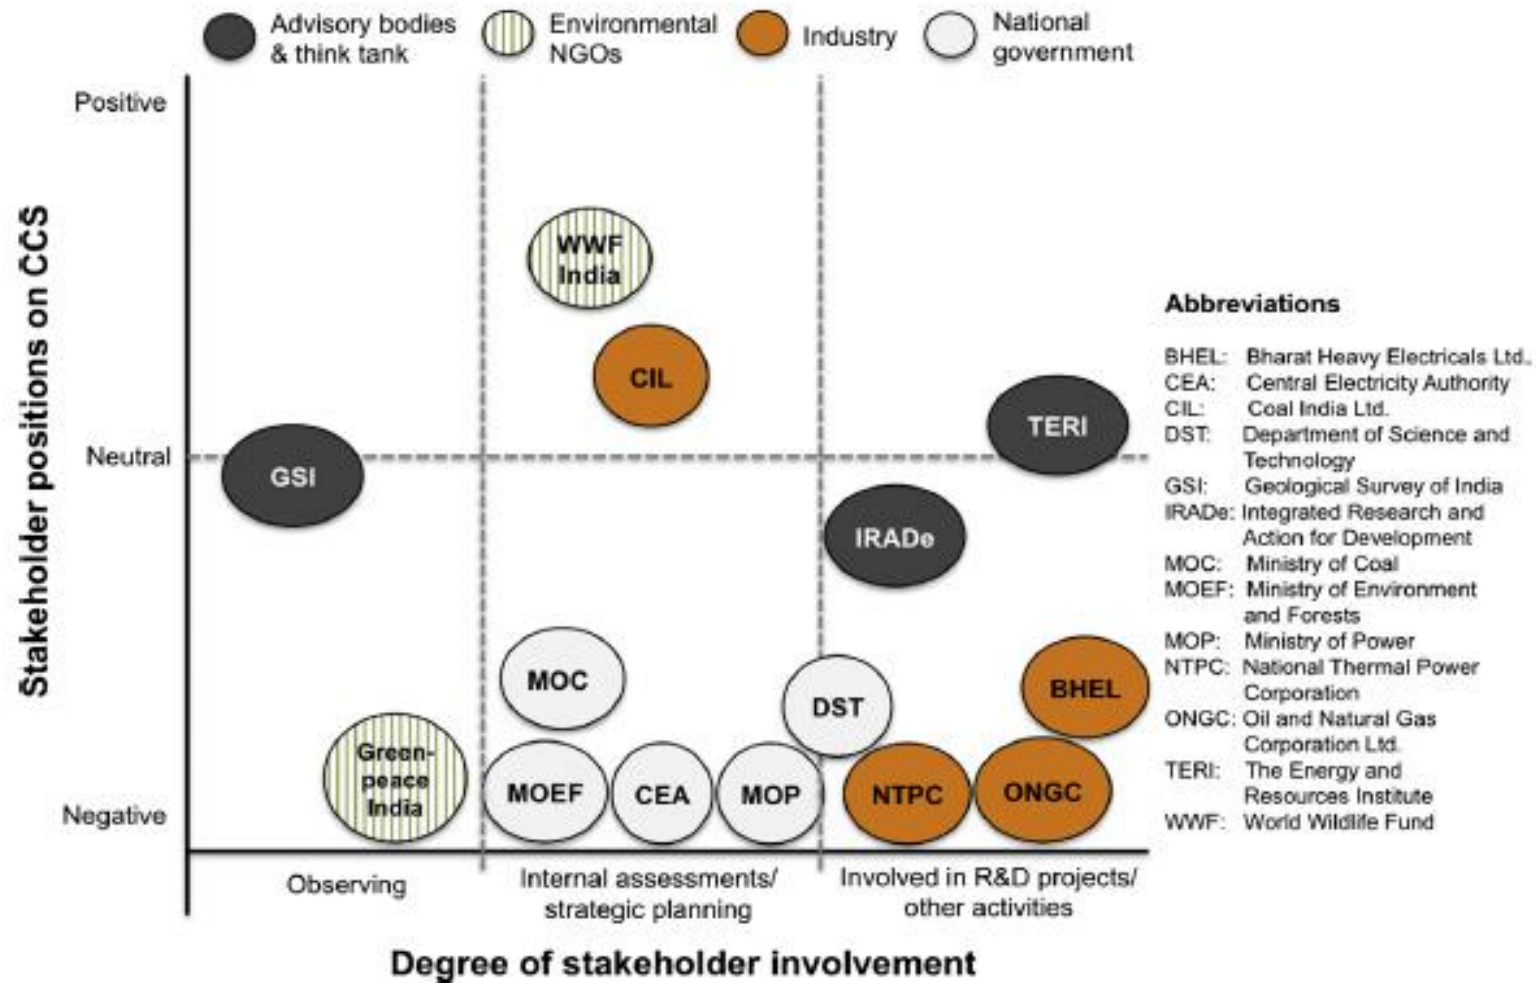 Advisory bodies
& think tank
Environmental
NGOs
Industry
National
government
Stakeholder positions on CCS
Positive
Neutral
Negative
WWF
India
CIL
TERI
GSI
IRADe
MOC
DST
BHEL
Green-
peace
India
MOEF
CEA
MOP
NTPC
ONGC
Observing
Internal assessments/
strategic planning
Involved in R&D projects/
other activities
Degree of stakeholder involvement
Abbreviations
BHEL: Bharat Heavy Electricals Ltd..
CEA: Central Electricity Authority
CIL: Coal India Ltd.
DST: Department of Science and
Technology
GSI: Geological Survey of India
IRADe: Integrated Research and
Action for Development
MOC: Ministry of Coal
MOEF: Ministry of Environment
and Forests
MOP: Ministry of Power
NTPC: National Thermal Power
Corporation
ONGC: Oil and Natural Gas
Corporation Ltd.
TERI: The Energy and
Resources Institute
WWF: World Wildlife Fund